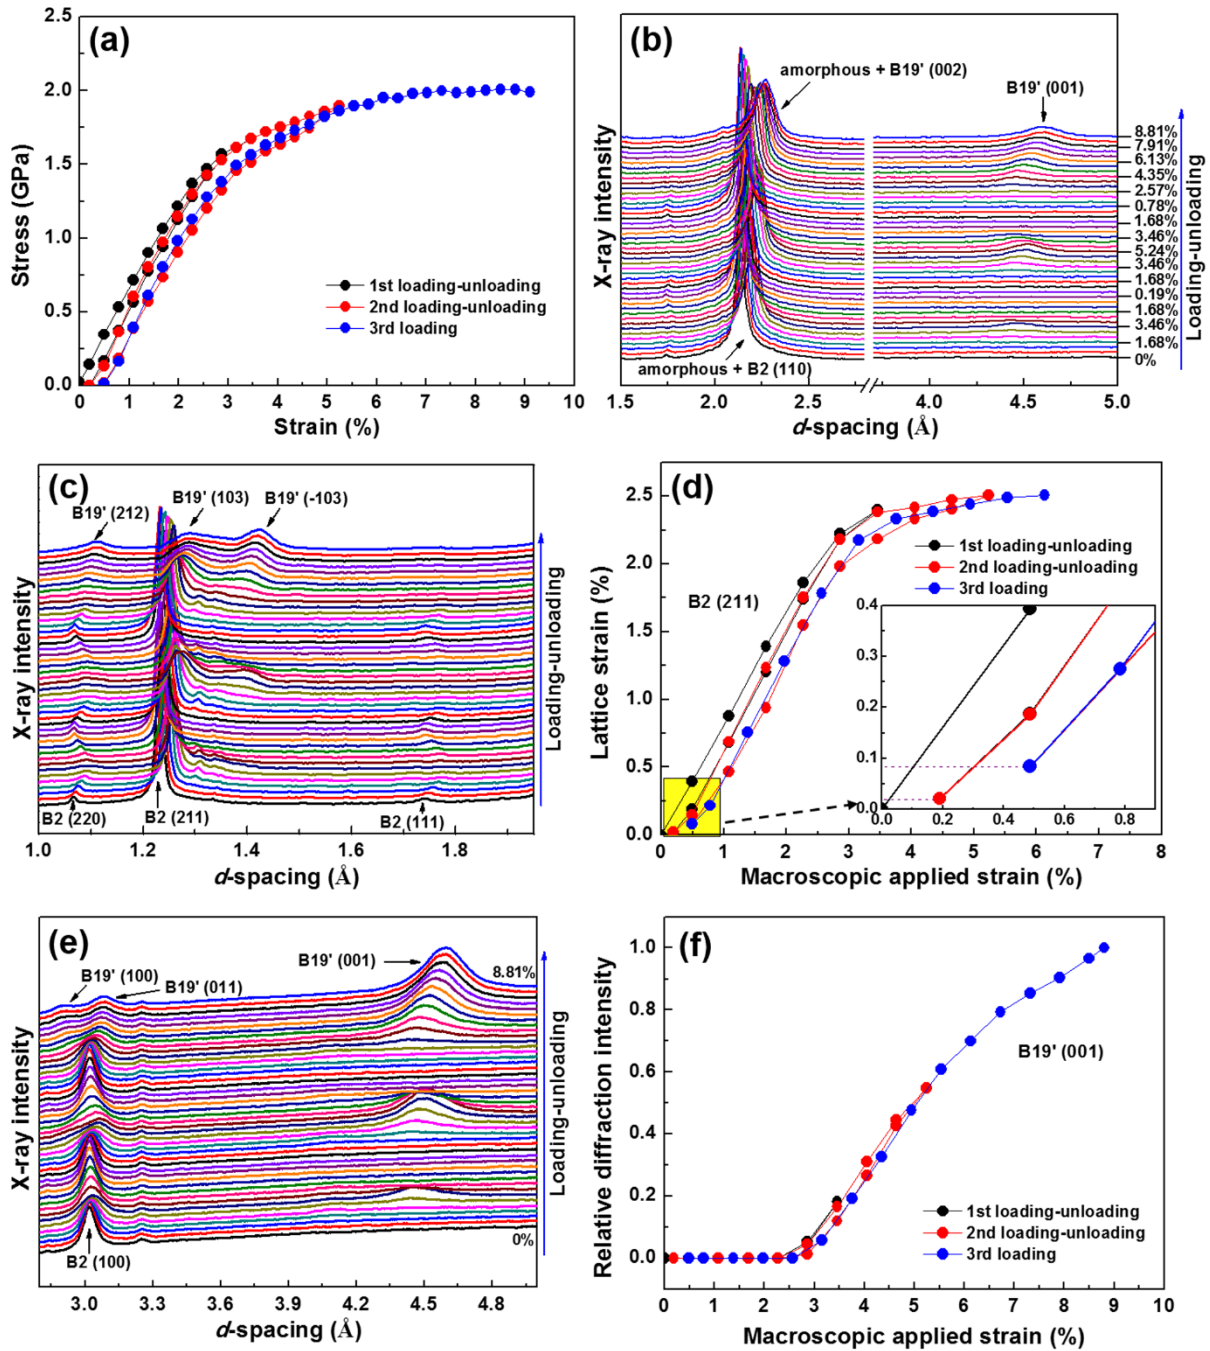 (a)
Stress (GPa)
2.5
2.0
1.5
1.0
0.5
0.0
1st loading-unloading
2nd loading-unloading
3rd loading
0 1 2 3 4 5 6 7 8 9 10
Strain (%)
(b)
X-ray intensity
amorphous + B19' (002)
B19' (001)
8.81%
7.91%
6.13%
4.35%
2.57%
0.78%
1.68%
3.46%
5.24%
3.46%
1.68%
0.19%
1.68%
3.46%
1.68%
0%
Loading-unloading
amorphous + B2 (110)
1.5 2.0 2.5 4.0 4.5 5.0
d-spacing (Å)
(c)
X-ray intensity
B19' (212)
B19' (103)
B19' (-103)
Loading-unloading
B2 (220)
B2 (211)
B2 (111)
1.0 1.2 1.4 1.6 1.8
d-spacing (Å)
(d)
Lattice strain (%)
2.5
2.0
1.5
1.0
0.5
0.0
B2 (211)
1st loading-unloading
2nd loading-unloading
3rd loading
0.4
0.3
0.2
0.1
0.0
0.0 0.2 0.4 0.6 0.8
0 1 2 3 4 5 6 7 8
Macroscopic applied strain (%)
(e)
X-ray intensity
B19' (100)
B19' (011)
B19' (001)
8.81%
Loading-unloading
0%
B2 (100)
3.0 3.3 3.6 3.9 4.2 4.5 4.8
d-spacing (Å)
(f)
Relative diffraction intensity
1.0
0.8
0.6
0.4
0.2
0.0
B19' (001)
1st loading-unloading
2nd loading-unloading
3rd loading
0 1 2 3 4 5 6 7 8 9 10
Macroscopic applied strain (%)